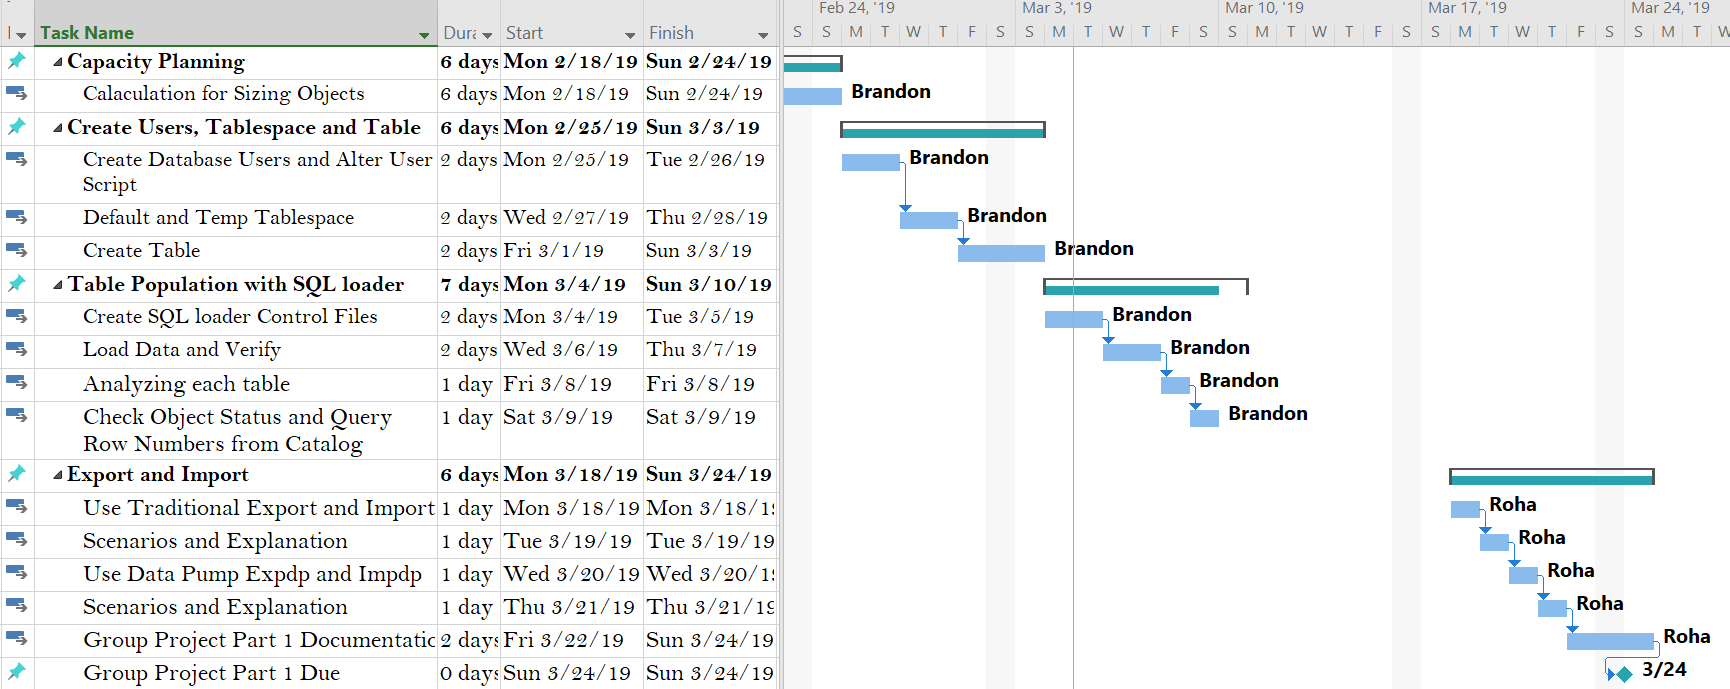 Feb 24, '19 Mar 3, '19 Mar 10, '19 Mar 17, '19 Mar 24, '19
I Task Name Dura Start Finish S S M T W T F S S M T W T F S S M T W T F S S M T W T F S S M T W
Capacity Planning 6 days Mon 2/18/19 Sun 2/24/19
Calaculation for Sizing Objects 6 days Mon 2/18/19 Sun 2/24/19 Brandon
Create Users, Tablespace and Table 6 days Mon 2/25/19 Sun 3/3/19
Create Database Users and Alter User 2 days Mon 2/25/19 Tue 2/26/19 Brandon
Script
Default and Temp Tablespace 2 days Wed 2/27/19 Thu 2/28/19 Brandon
Create Table 2 days Fri 3/1/19 Sun 3/3/19 Brandon
Table Population with SQL loader 7 days Mon 3/4/19 Sun 3/10/19
Create SQL loader Control Files 2 days Mon 3/4/19 Tue 3/5/19 Brandon
Load Data and Verify 2 days Wed 3/6/19 Thu 3/7/19 Brandon
Analyzing each table 1 day Fri 3/8/19 Fri 3/8/19 Brandon
Check Object Status and Query 1 day Sat 3/9/19 Sat 3/9/19 Brandon
Row Numbers from Catalog
Export and Import 6 days Mon 3/18/19 Sun 3/24/19
Use Traditional Export and Import 1 day Mon 3/18/19 Mon 3/18/1 Roha
Scenarios and Explanation 1 day Tue 3/19/19 Tue 3/19/19 Roha
Use Data Pump Expdp and Impdp 1 day Wed 3/20/19 Wed 3/20/1 Roha
Scenarios and Explanation 1 day Thu 3/21/19 Thu 3/21/19 Roha
Group Project Part 1 Documentatic 2 days Fri 3/22/19 Sun 3/24/19 Roha
Group Project Part 1 Due 0 days Sun 3/24/19 Sun 3/24/19 3/24